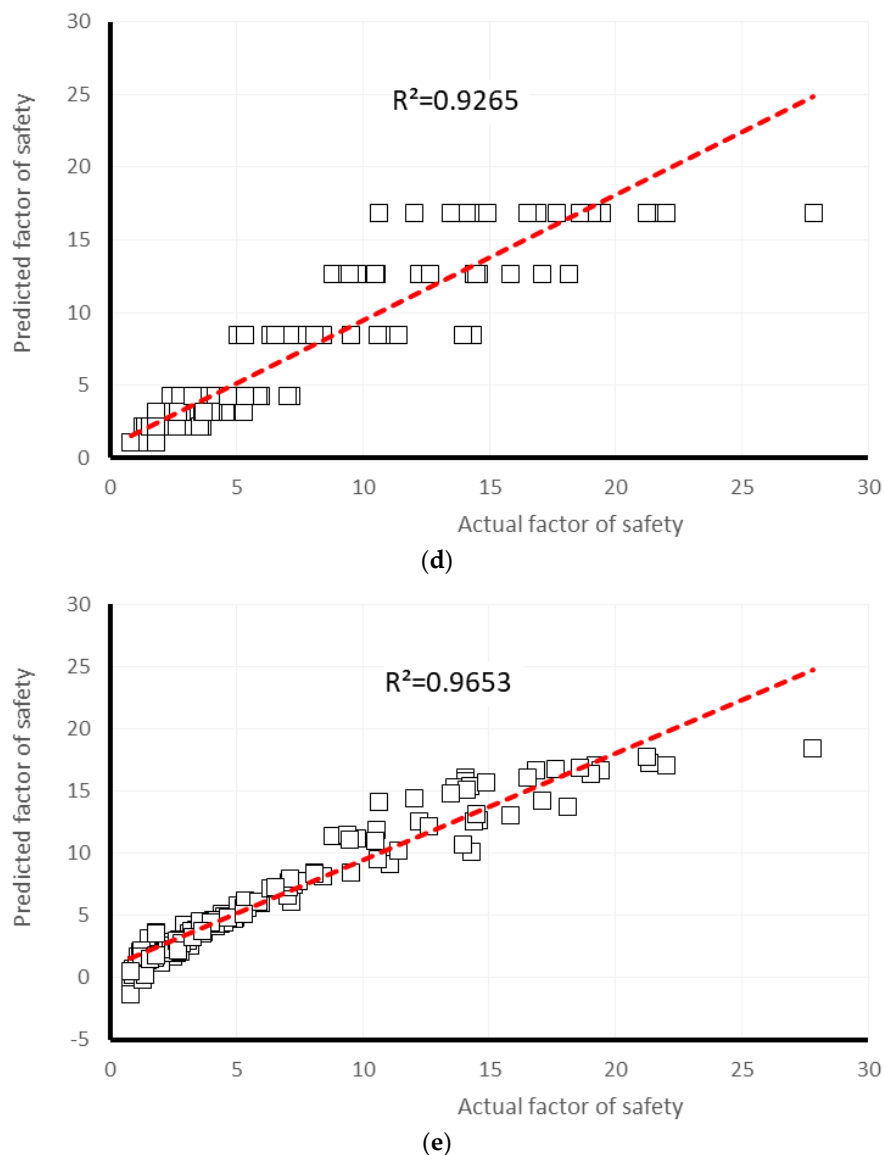 30
25
20
15
10
5
0
Predicted factor of safety
R²=0.9265
0 5 10 15 20 25 30
Actual factor of safety
(d)
30
25
20
15
10
5
0
-5
Predicted factor of safety
R²=0.9653
0 5 10 15 20 25 30
Actual factor of safety
(e)